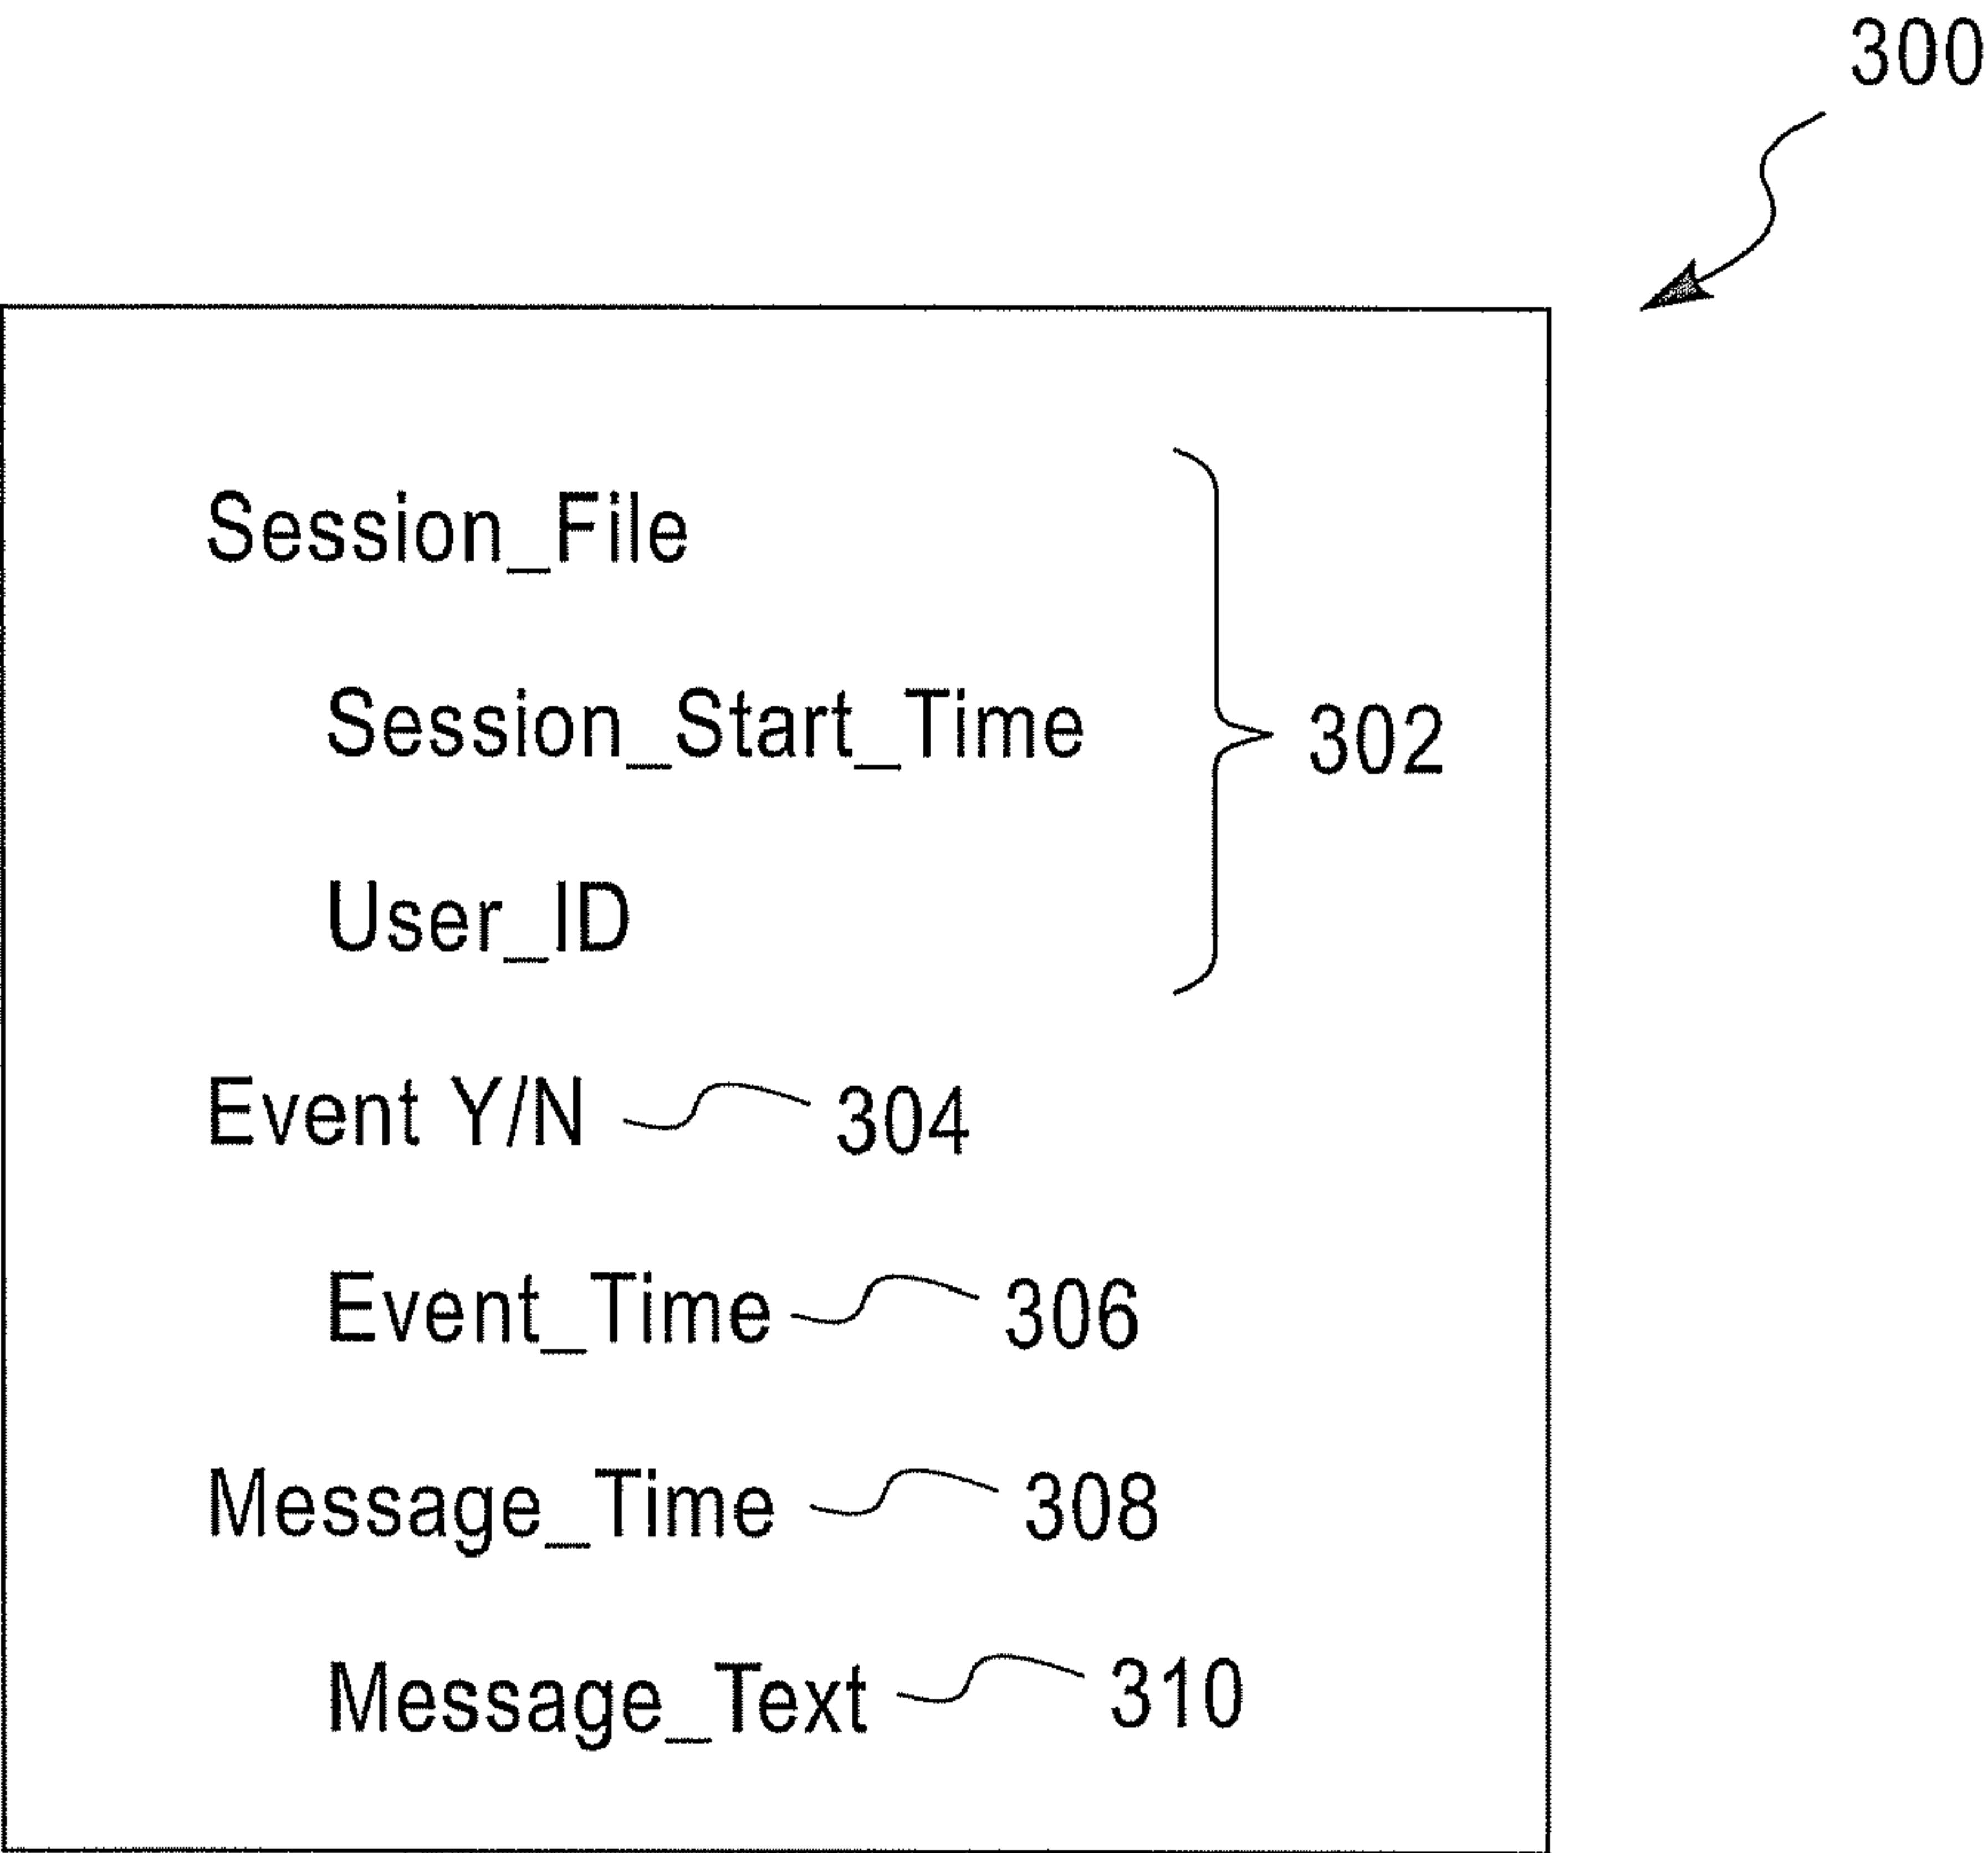 300
Session_File
Session_Start_Time
302
User_ID
Event Y/N 304
Event_Time 306
Message_Time 308
Message_Text 310